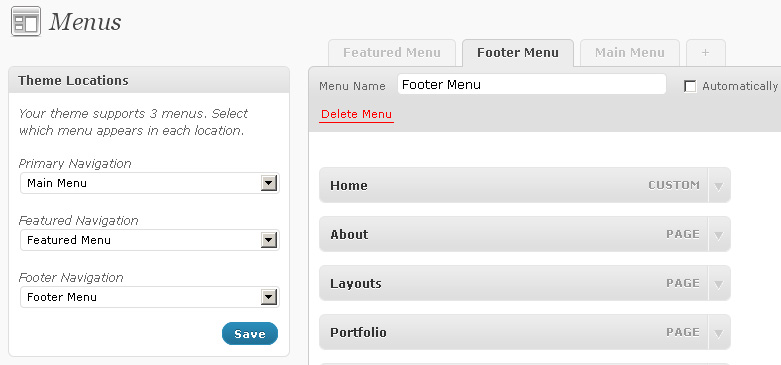 Menus
Theme Locations
Your theme supports 3 menus. Select
which menu appears in each location.
Primary Navigation
Main Menu
Featured Navigation
Featured Menu
Footer Navigation
Footer Menu
Save
Featured Menu Footer Menu Main Menu +
Menu Name Footer Menu Automatically
Delete Menu
Home CUSTOM
About PAGE
Layouts PAGE
Portfolio PAGE